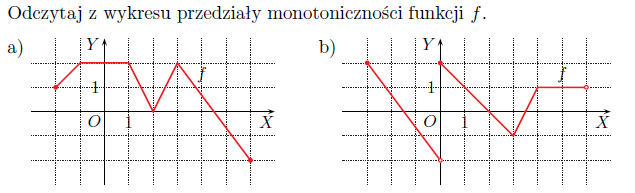 Odczytaj z wykresu przedziały monotoniczności funkcji f.
a)
Y
f
1
O
1
X
b)
Y
f
1
O
1
X